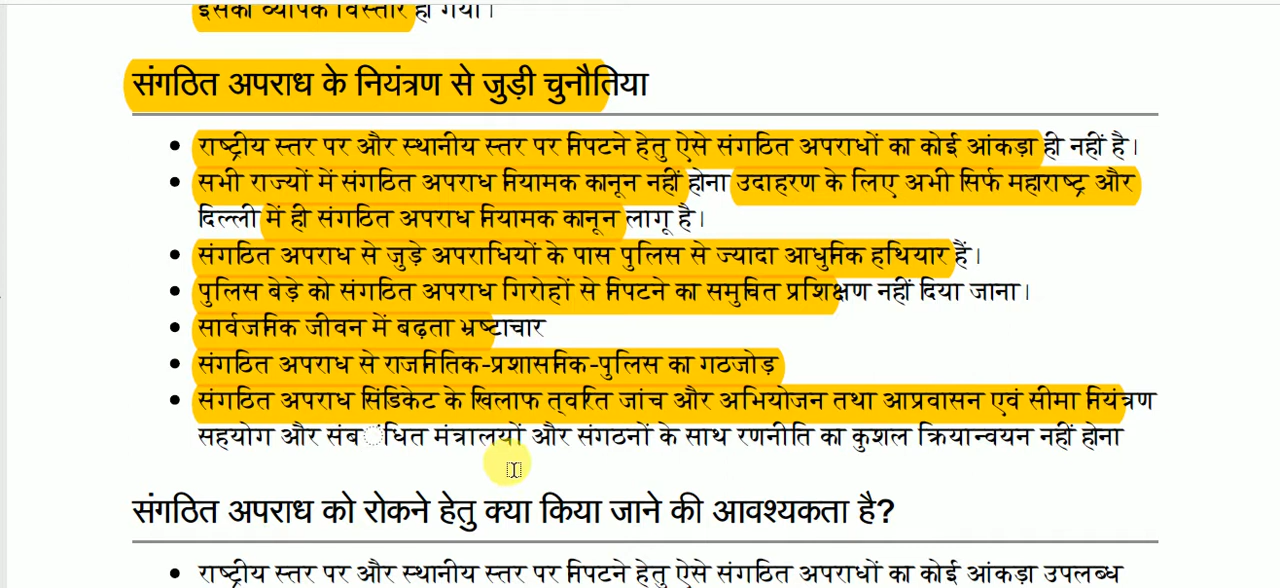 इसका व्यापक विस्तार हो गया।
संगठित अपराध के नियंत्रण से जुड़ी चुनौतिया
राष्ट्रीय स्तर पर और स्थानीय स्तर पर निपटने हेतु ऐसे संगठित अपराधों का कोई आंकड़ा ही नहीं है।
सभी राज्यों में संगठित अपराध नियामक कानून नहीं होना उदाहरण के लिए अभी सिर्फ महाराष्ट्र और
दिल्ली में ही संगठित अपराध नियामक कानून लागू है।
संगठित अपराध से जुड़े अपराधियों के पास पुलिस से ज्यादा आधुनिक हथियार हैं।
पुलिस बेड़े को संगठित अपराध गिरोहों से निपटने का समुचित प्रशिक्षण नहीं दिया जाना।
सार्वजनिक जीवन में बढ़ता भ्रष्टाचार
संगठित अपराध से राजनितिक-प्रशासनिक-पुलिस का गठजोड़
संगठित अपराध सिंडिकेट के खिलाफ त्वरित जांच और अभियोजन तथा आप्रवासन एवं सीमा नियंत्रण
सहयोग और संब◌ंधित मंत्रालयों और संगठनों के साथ रणनीति का कुशल क्रियान्वयन नहीं होना
संगठित अपराध को रोकने हेतु क्या किया जाने की आवश्यकता है?
राष्ट्रीय स्तर पर और स्थानीय स्तर पर निपटने हेतु ऐसे संगठित अपराधों का कोई आंकड़ा उपलब्ध